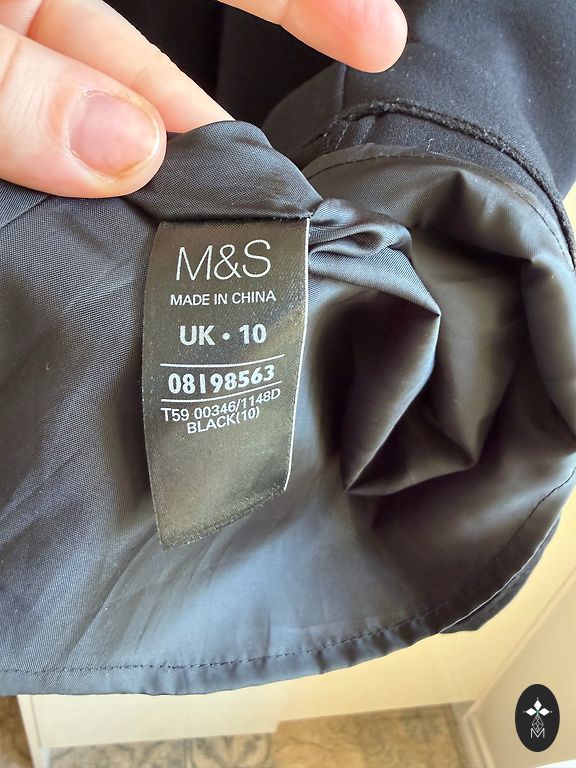 M&S
MADE IN CHINA
UK · 10
08198563
T59 00346/1148D
BLACK(10)
M